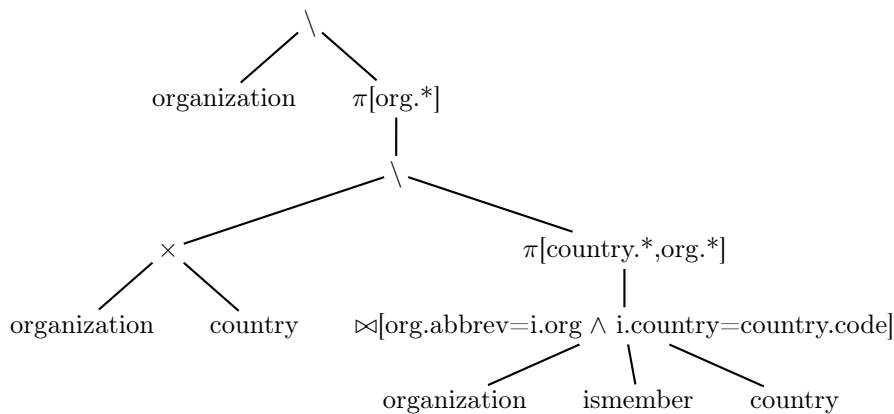 \
organization π[org.*]
\
× π[country.*,org.*]
organization country ⋈[org.abbrev=i.org ∧ i.country=country.code]
organization ismember country